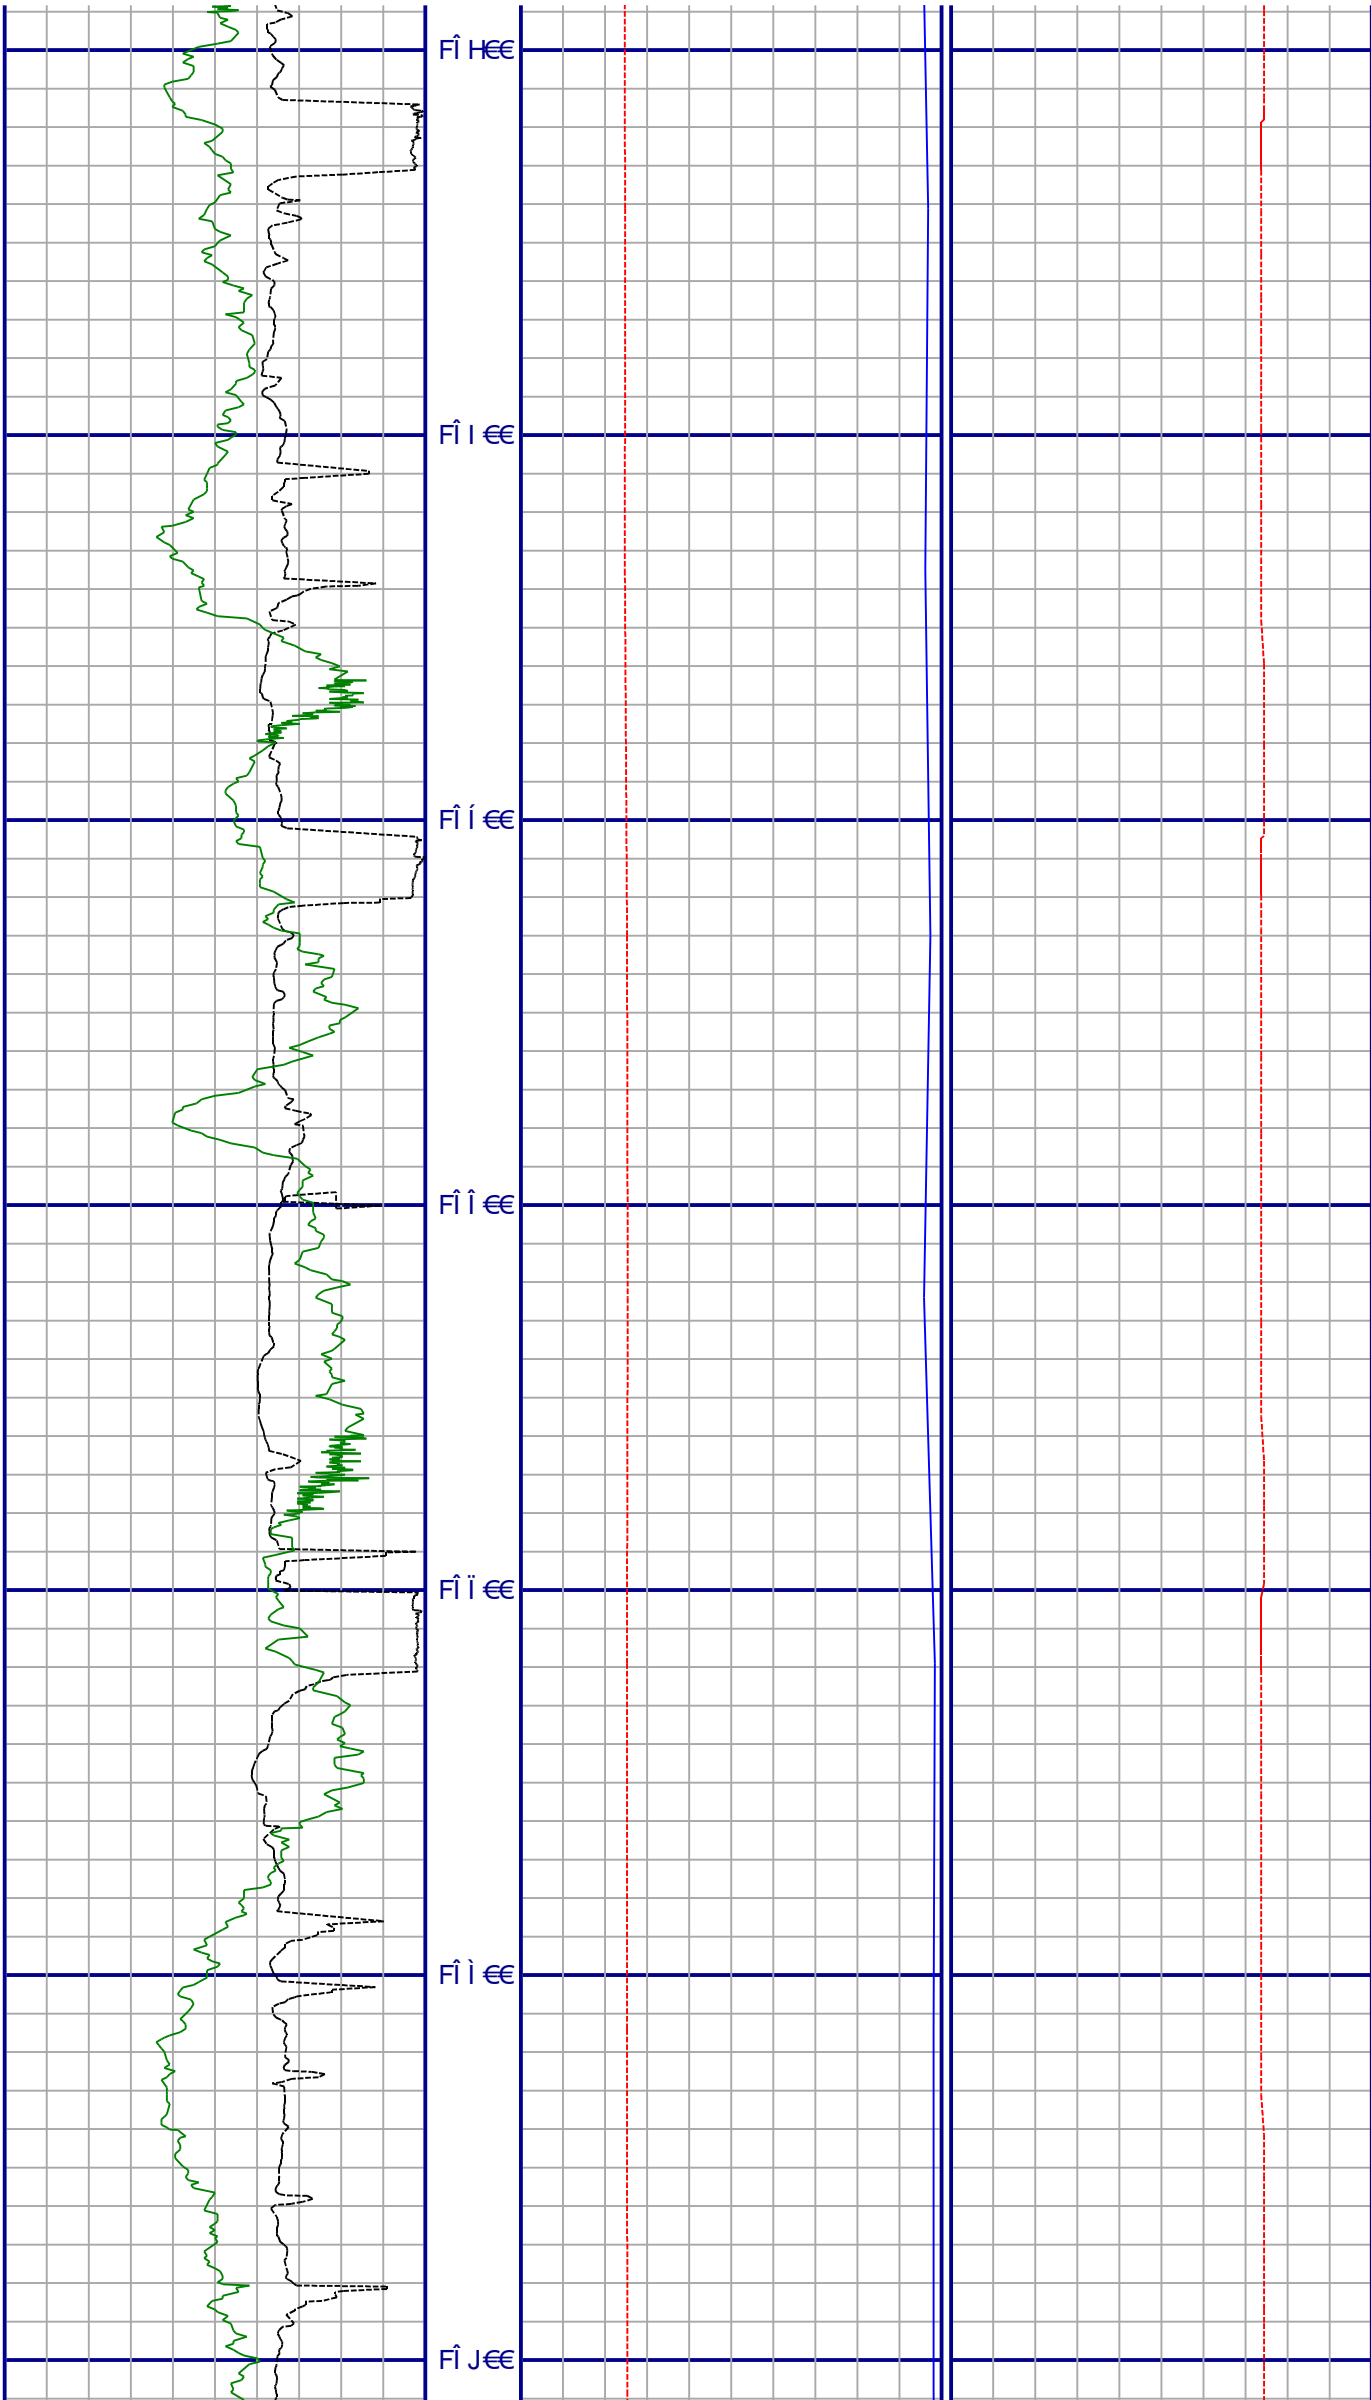 FÎ H€€
FÎ I €€
FÎ Í €€
FÎ Î €€
FÎ Ï €€
FÎ Ì €€
FÎ J€€